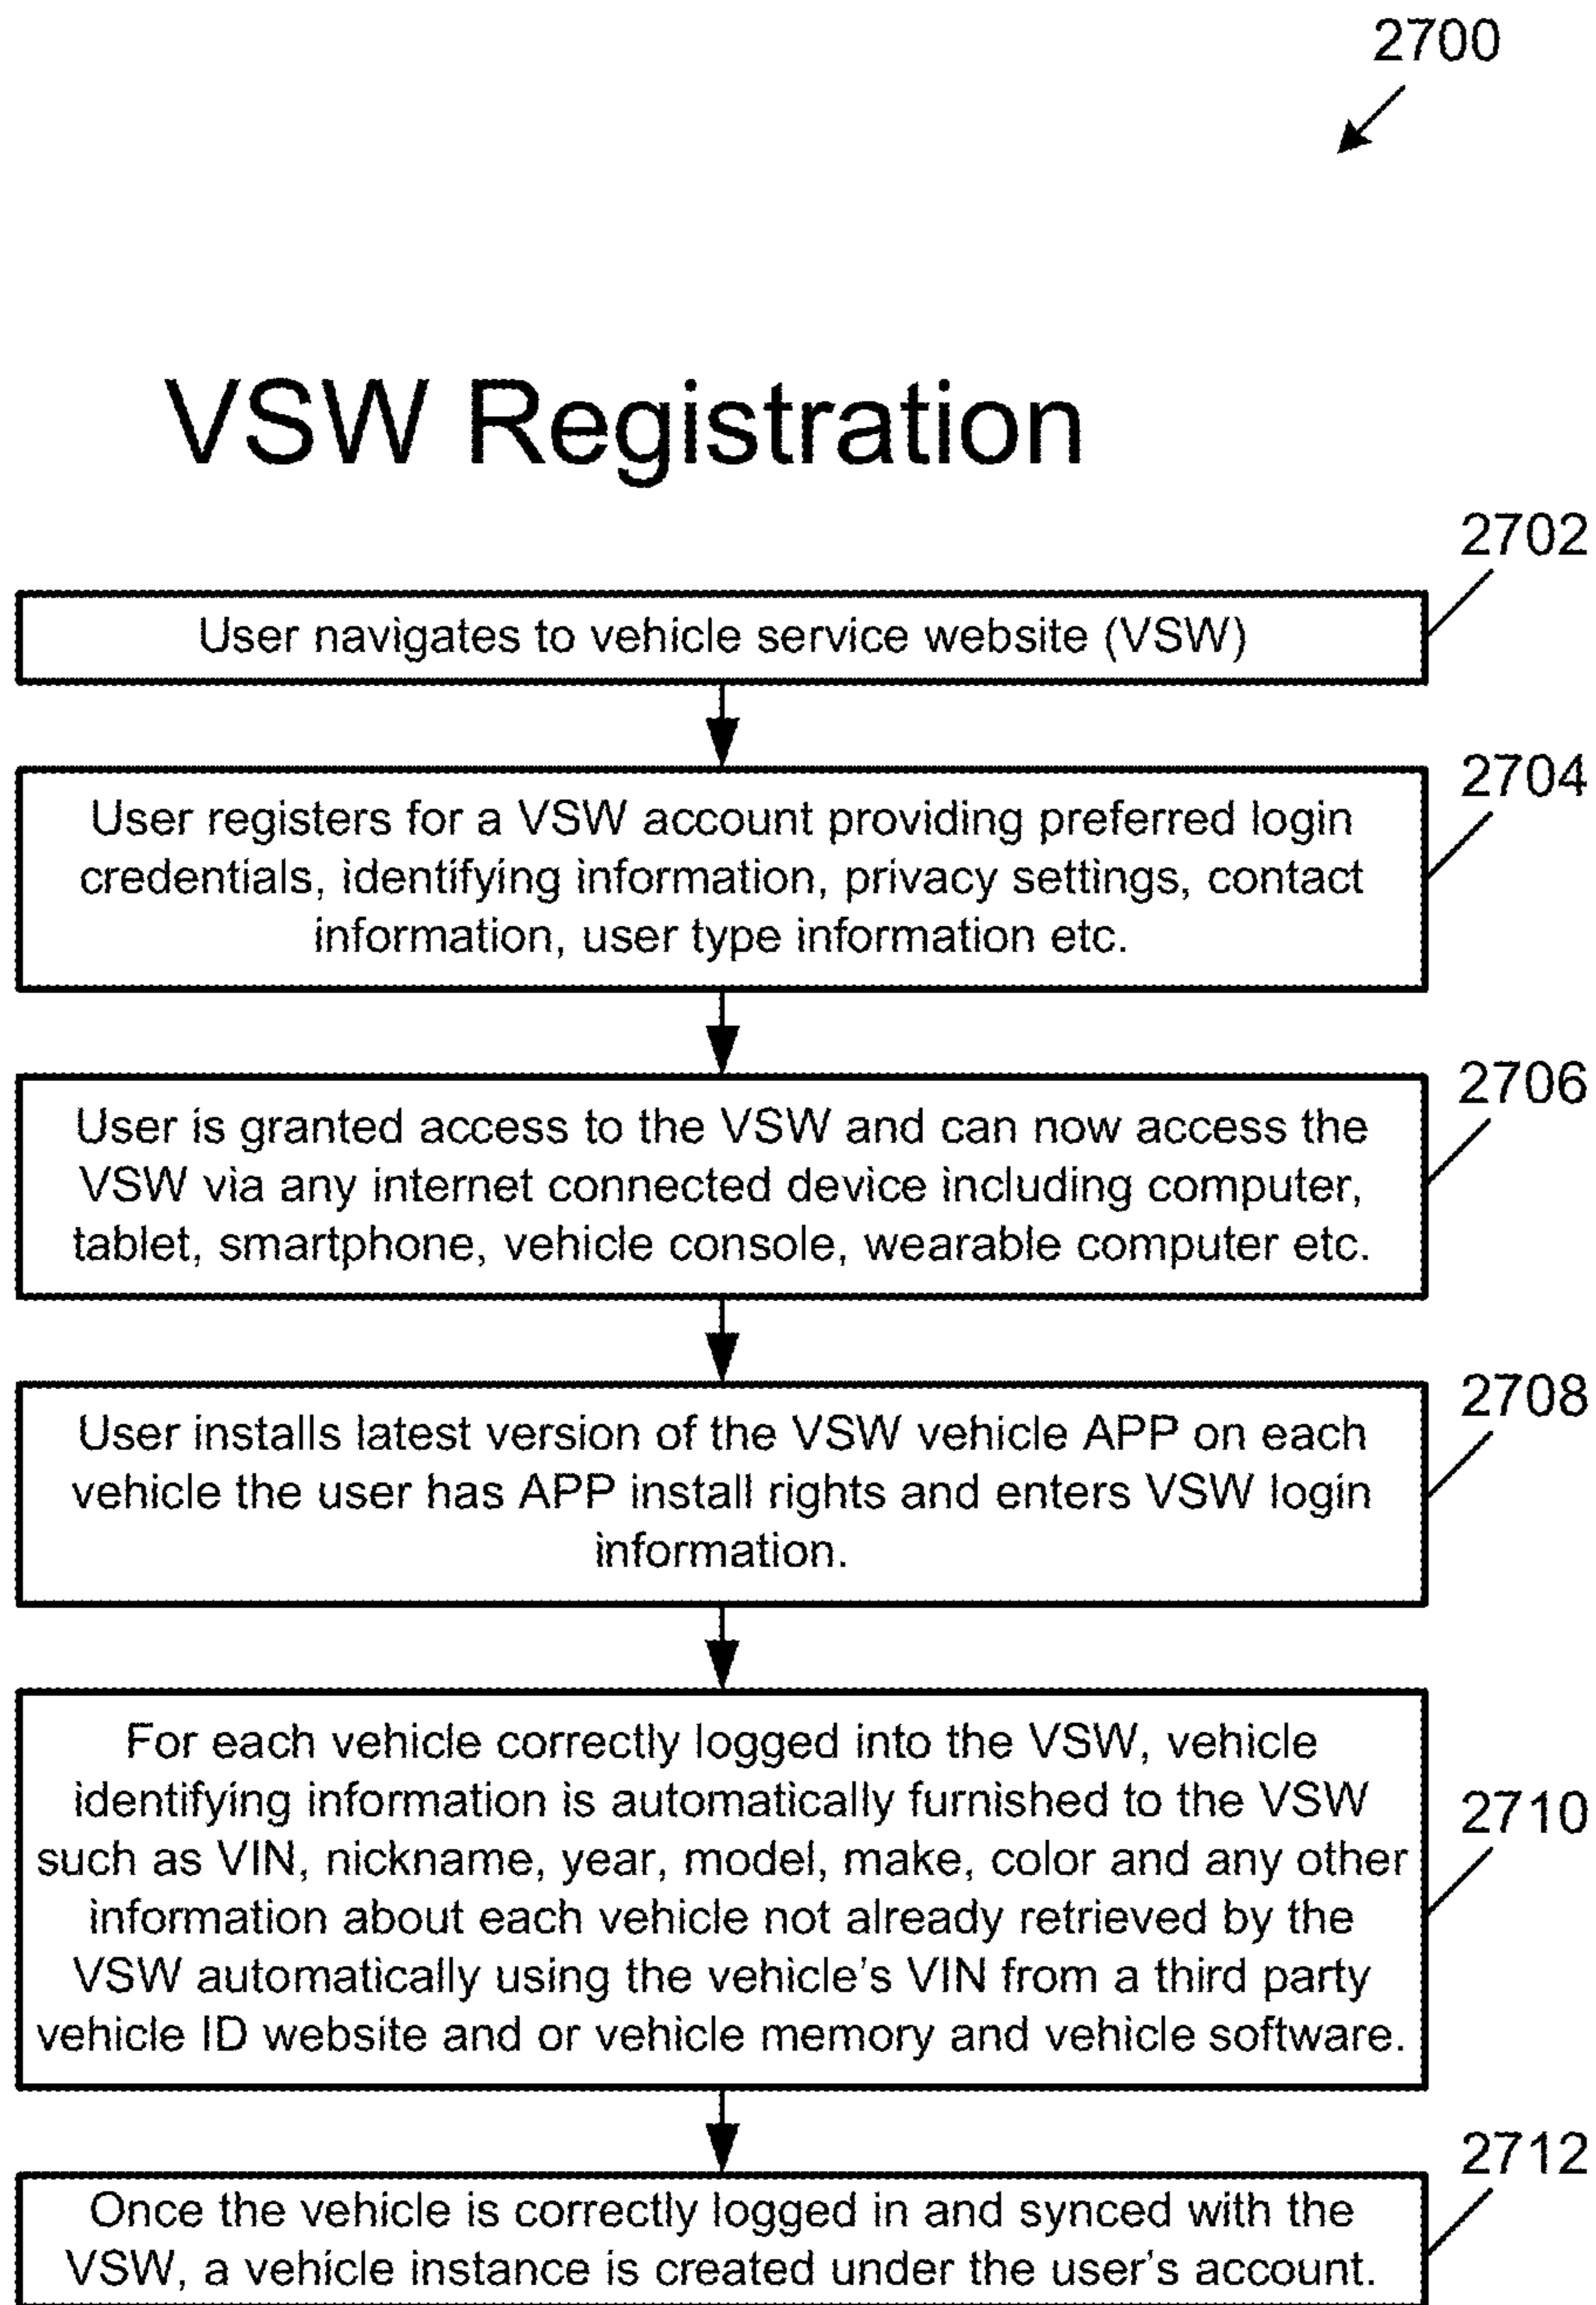 2700
VSW Registration
2702
User navigates to vehicle service website (VSW)
2704
User registers for a VSW account providing preferred login
credentials, identifying information, privacy settings, contact
information, user type information etc.
2706
User is granted access to the VSW and can now access the
VSW via any internet connected device including computer,
tablet, smartphone, vehicle console, wearable computer etc.
2708
User installs latest version of the VSW vehicle APP on each
vehicle the user has APP install rights and enters VSW login
information.
2710
For each vehicle correctly logged into the VSW, vehicle
identifying information is automatically furnished to the VSW
such as VIN, nickname, year, model, make, color and any other
information about each vehicle not already retrieved by the
VSW automatically using the vehicle's VIN from a third party
vehicle ID website and or vehicle memory and vehicle software.
2712
Once the vehicle is correctly logged in and synced with the
VSW, a vehicle instance is created under the user's account.